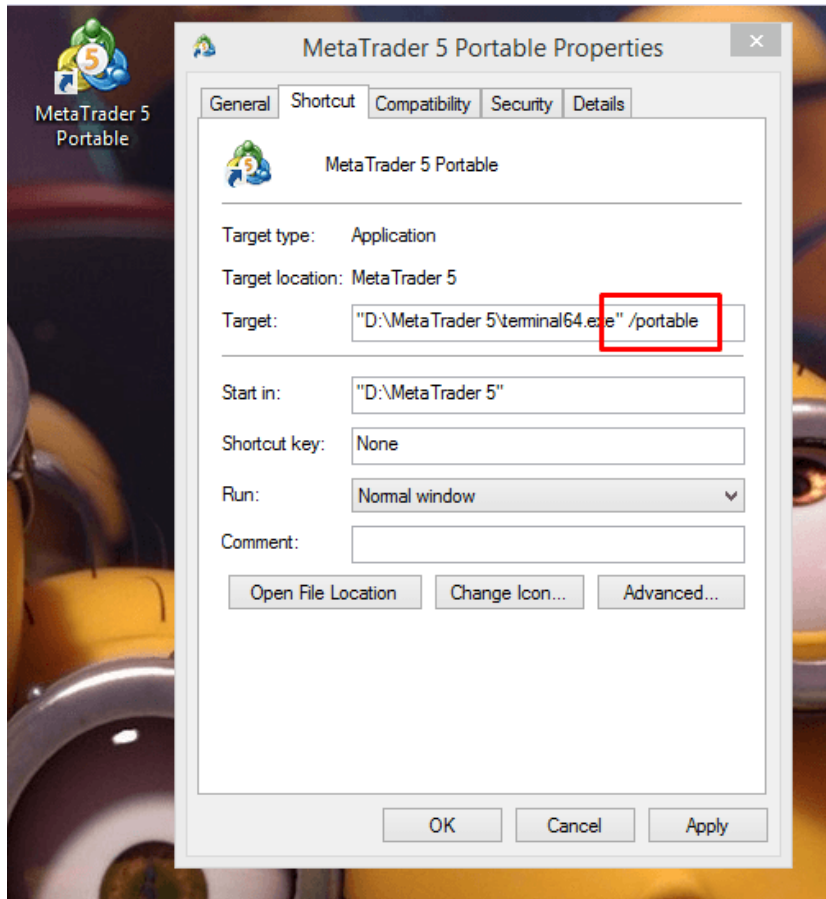 MetaTrader 5
Portable
MetaTrader 5 Portable Properties
General Shortcut Compatibility Security Details
MetaTrader 5 Portable
Target type: Application
Target location: MetaTrader 5
Target: "D:\MetaTrader 5\terminal64.exe" /portable
Start in: "D:\MetaTrader 5"
Shortcut key: None
Run: Normal window
Comment:
Open File Location Change Icon... Advanced...
OK Cancel Apply